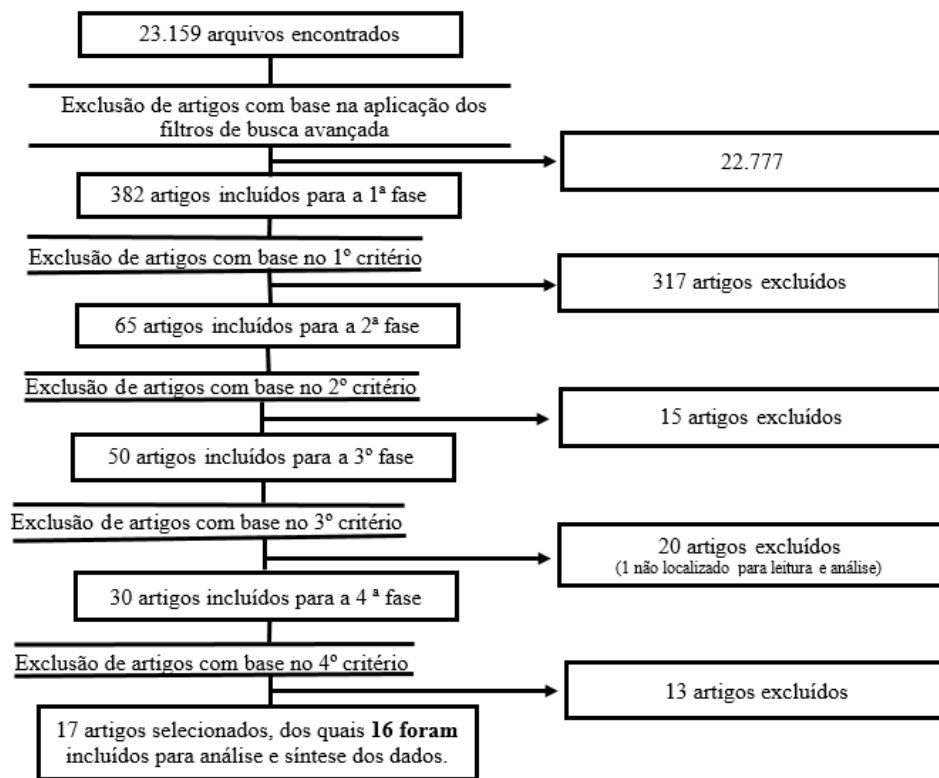 23.159 arquivos encontrados
Exclusão de artigos com base na aplicação dos
filtros de busca avançada
22.777
382 artigos incluídos para a 1ª fase
Exclusão de artigos com base no 1º critério
317 artigos excluídos
65 artigos incluídos para a 2ª fase
Exclusão de artigos com base no 2º critério
15 artigos excluídos
50 artigos incluídos para a 3º fase
Exclusão de artigos com base no 3º critério
20 artigos excluídos
(1 não localizado para leitura e análise)
30 artigos incluídos para a 4 ª fase
Exclusão de artigos com base no 4º critério
13 artigos excluídos
17 artigos selecionados, dos quais 16 foram
incluídos para análise e síntese dos dados.